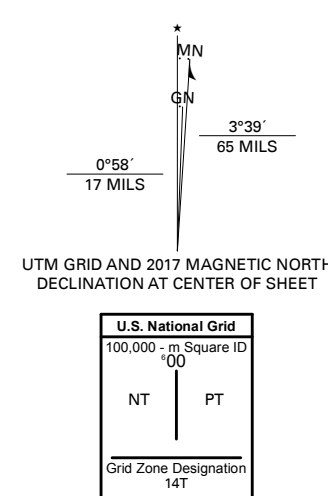 ★
MN
GN
3°39´
65 MILS
0°58´
17 MILS
UTM GRID AND 2017 MAGNETIC NORTH
DECLINATION AT CENTER OF SHEET
U.S. National Grid
100,000 - m Square ID
⁶00
NT PT
Grid Zone Designation
14T